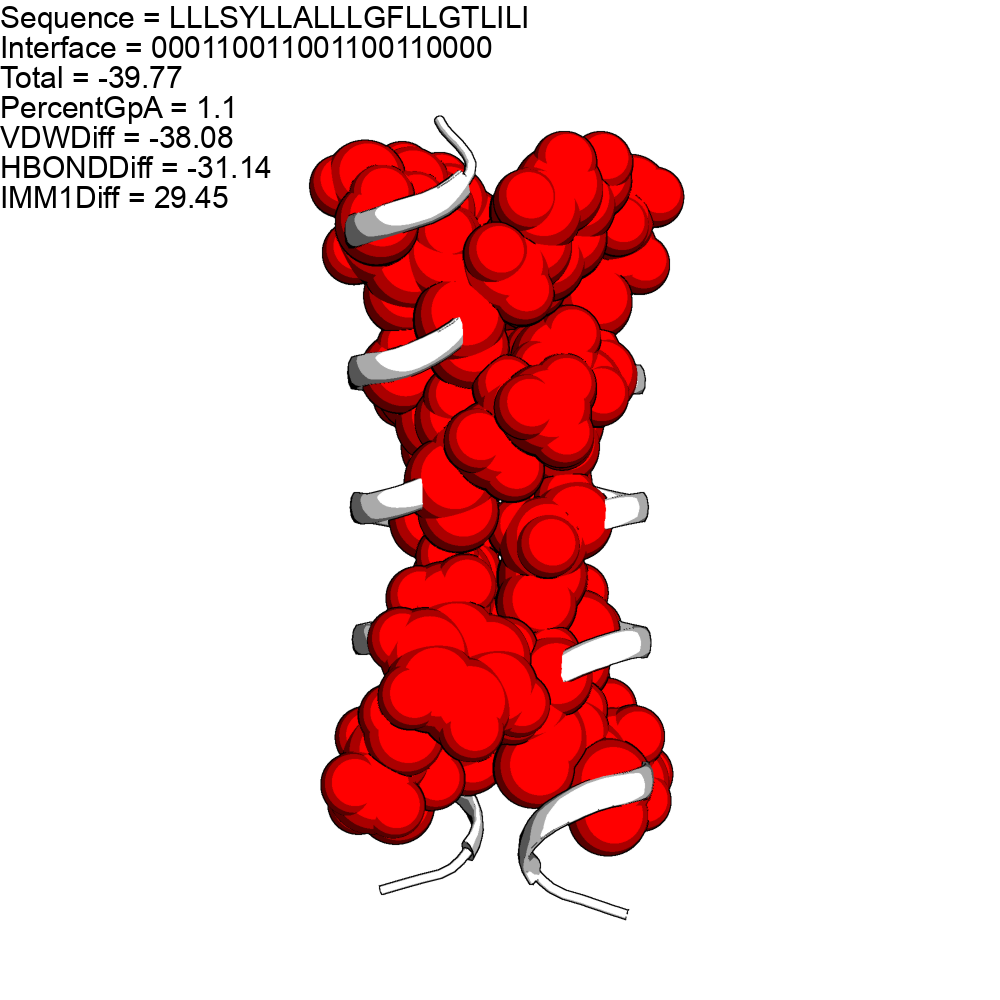 Sequence = LLLSYLLALLLGFLLGTLILI
Interface = 000110011001100110000
Total = -39.77
PercentGpA = 1.1
VDWDiff = -38.08
HBONDDiff = -31.14
IMM1Diff = 29.45